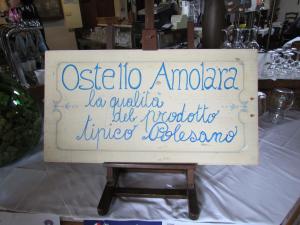 Ostello Amolara
la qualità
del prodotto
tipico Polesano